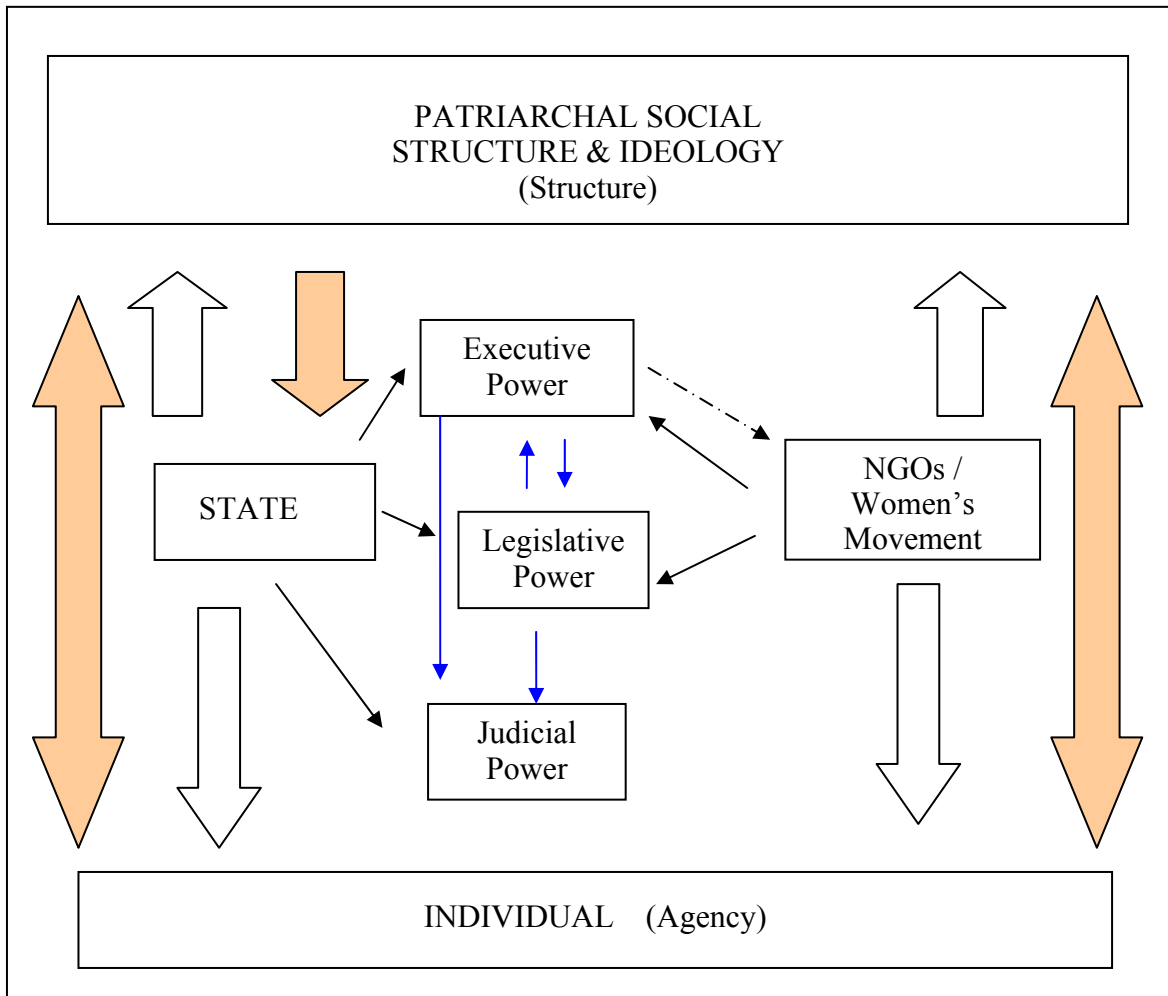 PATRIARCHAL SOCIAL
STRUCTURE & IDEOLOGY
(Structure)
Executive
Power
STATE
NGOs /
Women’s
Movement
Legislative
Power
Judicial
Power
INDIVIDUAL (Agency)